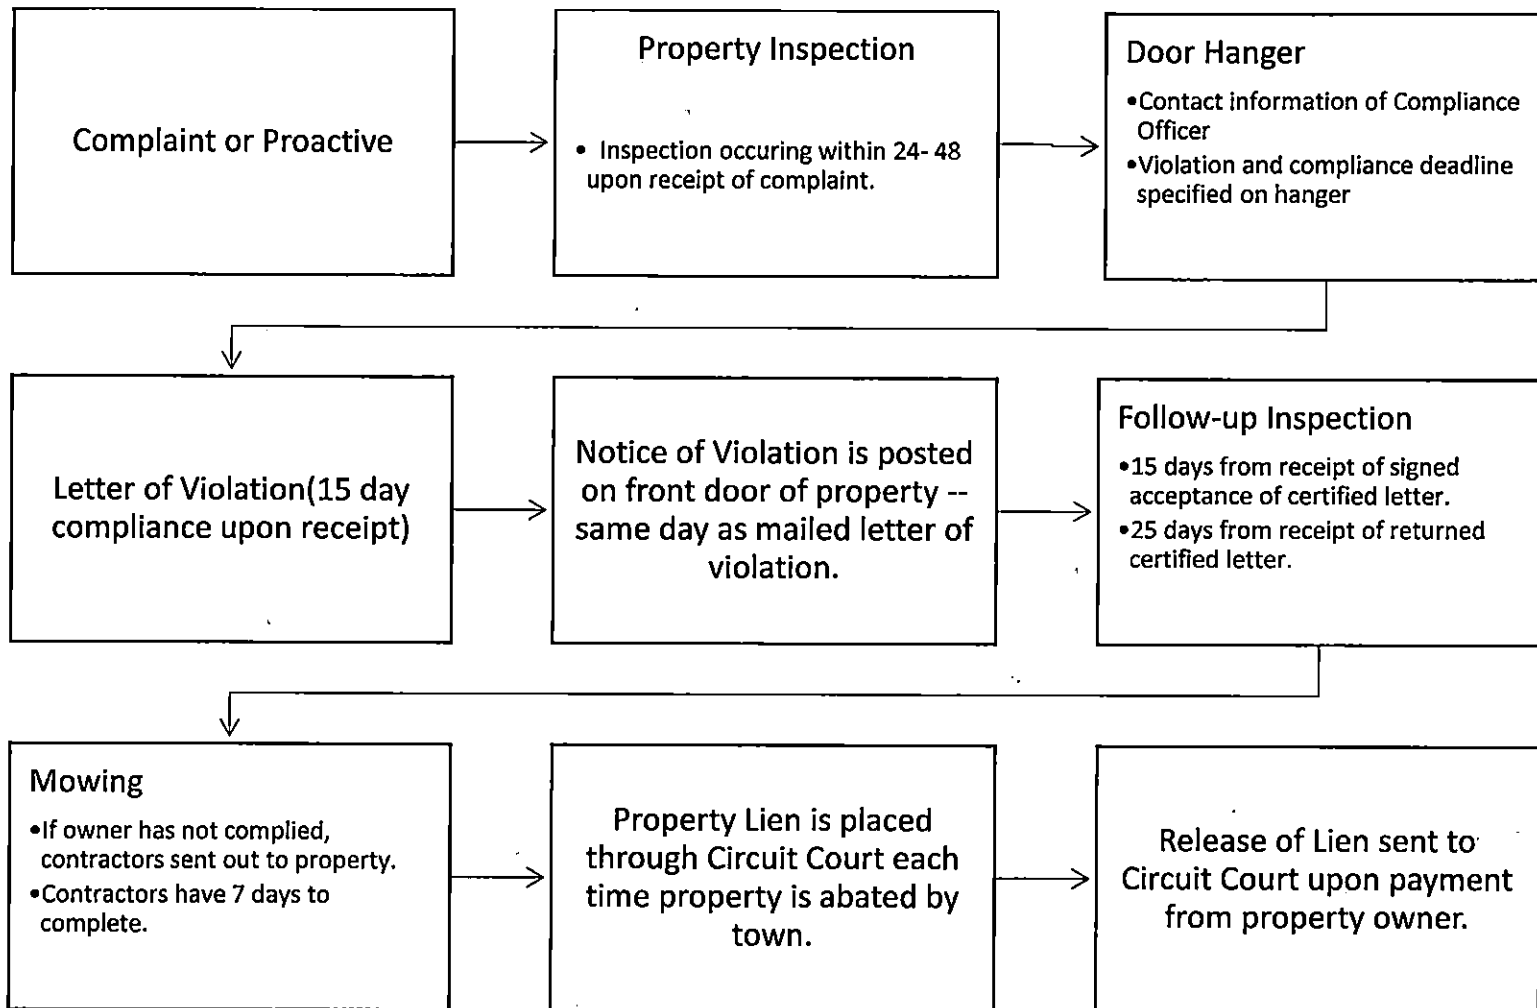 Complaint or Proactive
Property Inspection
• Inspection occuring within 24- 48
upon receipt of complaint.
Door Hanger
•Contact information of Compliance
Officer
•Violation and compliance deadline
specified on hanger
Letter of Violation(15 day
compliance upon receipt)
Notice of Violation is posted
on front door of property --
same day as mailed letter of
violation.
Follow-up Inspection
•15 days from receipt of signed
acceptance of certified letter.
•25 days from receipt of returned
certified letter.
Mowing
•If owner has not complied,
contractors sent out to property.
•Contractors have 7 days to
complete.
Property Lien is placed
through Circuit Court each
time property is abated by
town.
Release of Lien sent to
Circuit Court upon payment
from property owner.